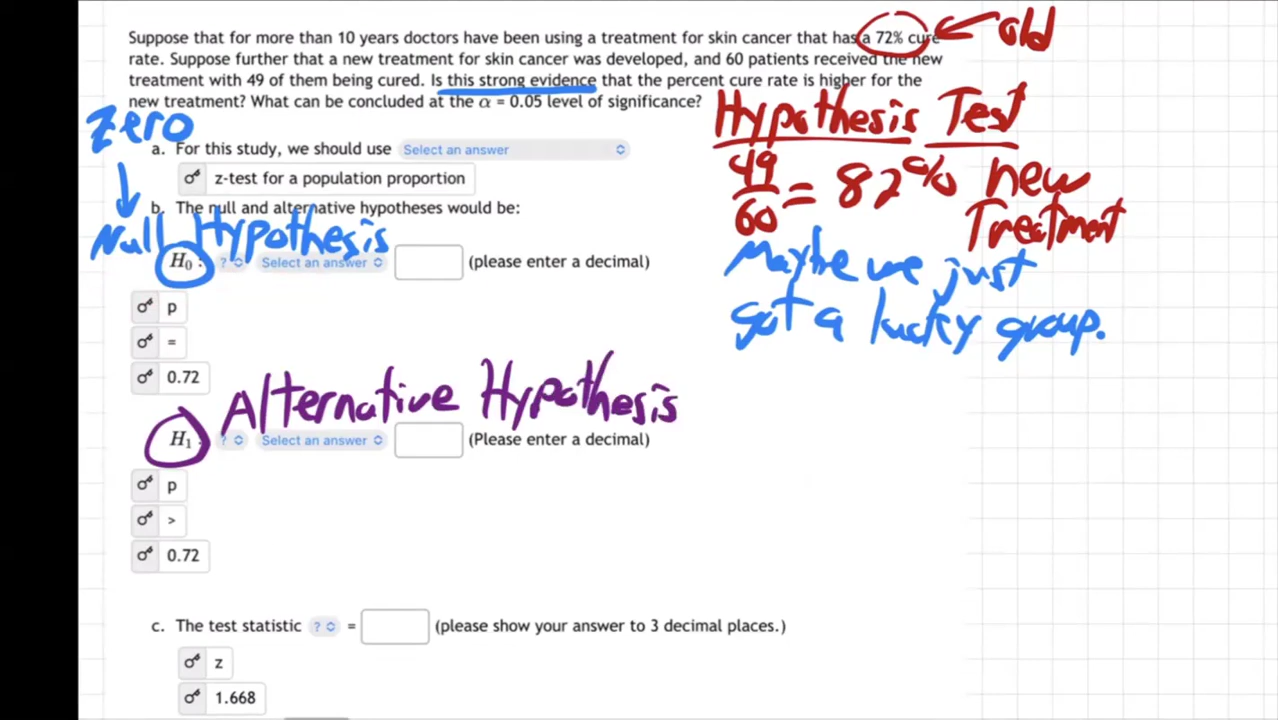 Suppose that for more than 10 years doctors have been using a treatment for skin cancer that has a 72% cure
rate. Suppose further that a new treatment for skin cancer was developed, and 60 patients received the new
treatment with 49 of them being cured. Is this strong evidence that the percent cure rate is higher for the
new treatment? What can be concluded at the α = 0.05 level of significance?
old
Hypothesis Test
Zero
a. For this study, we should use Select an answer
49
60 = 82% new
Treatment
z-test for a population proportion
b. The null and alternative hypotheses would be:
Null Hypothesis
H0: ? Select an answer (please enter a decimal)
Maybe we just
got a lucky group.
p
=
0.72
Alternative Hypothesis
H1: ? Select an answer (Please enter a decimal)
p
>
0.72
c. The test statistic ? = (please show your answer to 3 decimal places.)
z
1.668